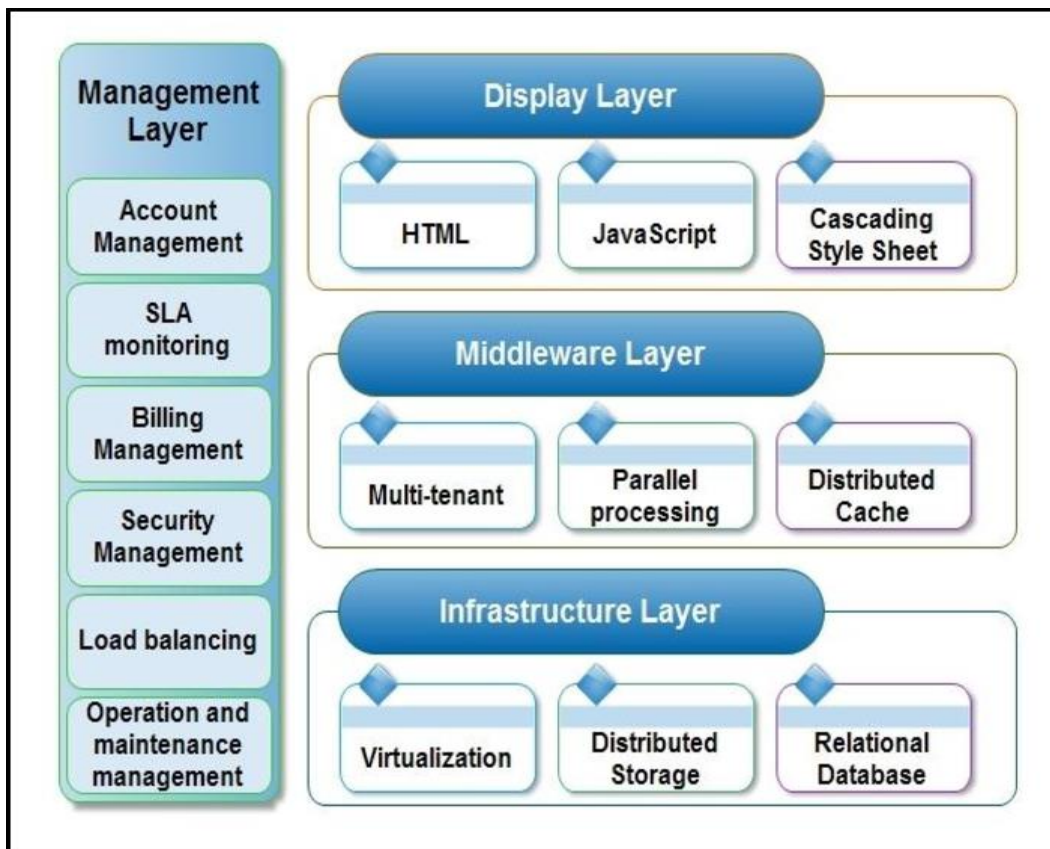 Management
Layer
Account
Management
SLA
monitoring
Billing
Management
Security
Management
Load balancing
Operation and
maintenance
management
Display Layer
HTML
JavaScript
Cascading
Style Sheet
Middleware Layer
Multi-tenant
Parallel
processing
Distributed
Cache
Infrastructure Layer
Virtualization
Distributed
Storage
Relational
Database